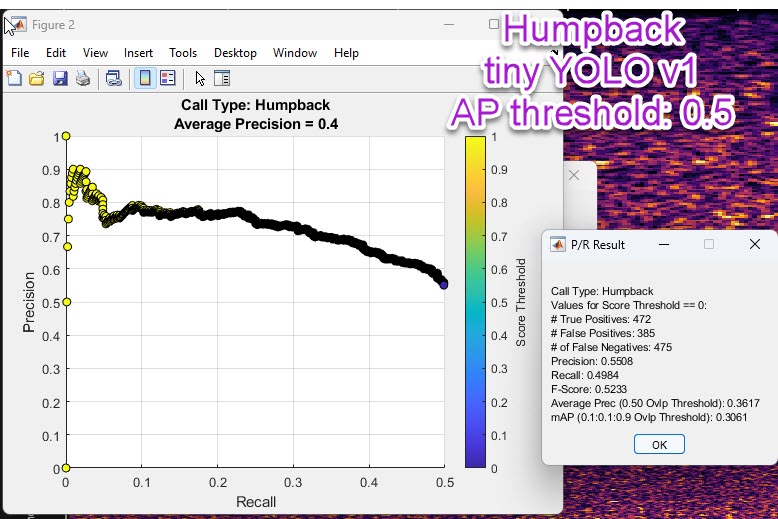 Figure 2
Humpback
tiny YOLO v1
AP threshold: 0.5
File Edit View Insert Tools Desktop Window Help
Call Type: Humpback
Average Precision = 0.4
1
0.9
0.8
0.7
0.6
0.5
0.4
0.3
0.2
0.1
0
Precision
0 0.1 0.2 0.3 0.4 0.5
Recall
1
0.9
0.8
0.7
0.6
0.5
0.4
0.3
0.2
0.1
0
Score Threshold
P/R Result
Call Type: Humpback
Values for Score Threshold == 0:
# True Positives: 472
# False Positives: 385
# of False Negatives: 475
Precision: 0.5508
Recall: 0.4984
F-Score: 0.5233
Average Prec (0.50 Ovlp Threshold): 0.3617
mAP (0.1:0.1:0.9 Ovlp Threshold): 0.3061
OK